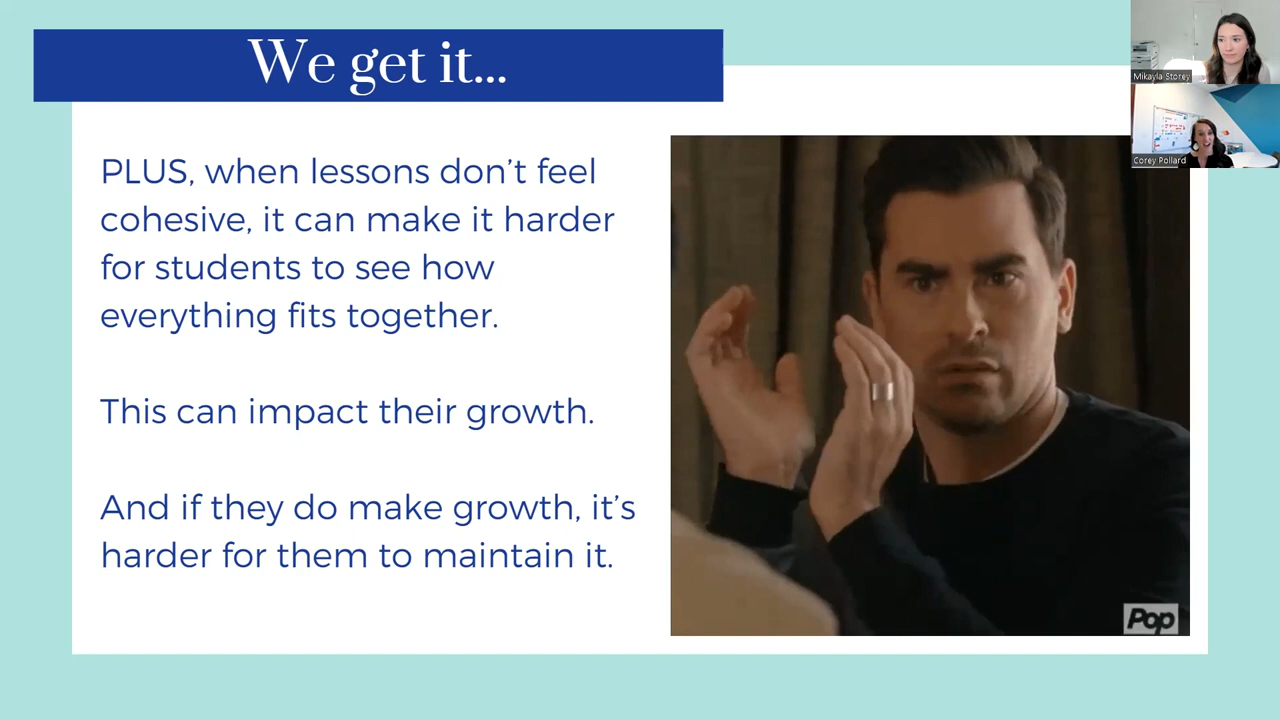 We get it...
PLUS, when lessons don't feel
cohesive, it can make it harder
for students to see how
everything fits together.
This can impact their growth.
And if they do make growth, it's
harder for them to maintain it.
Pop
Mikayla Storey
Corey Pollard